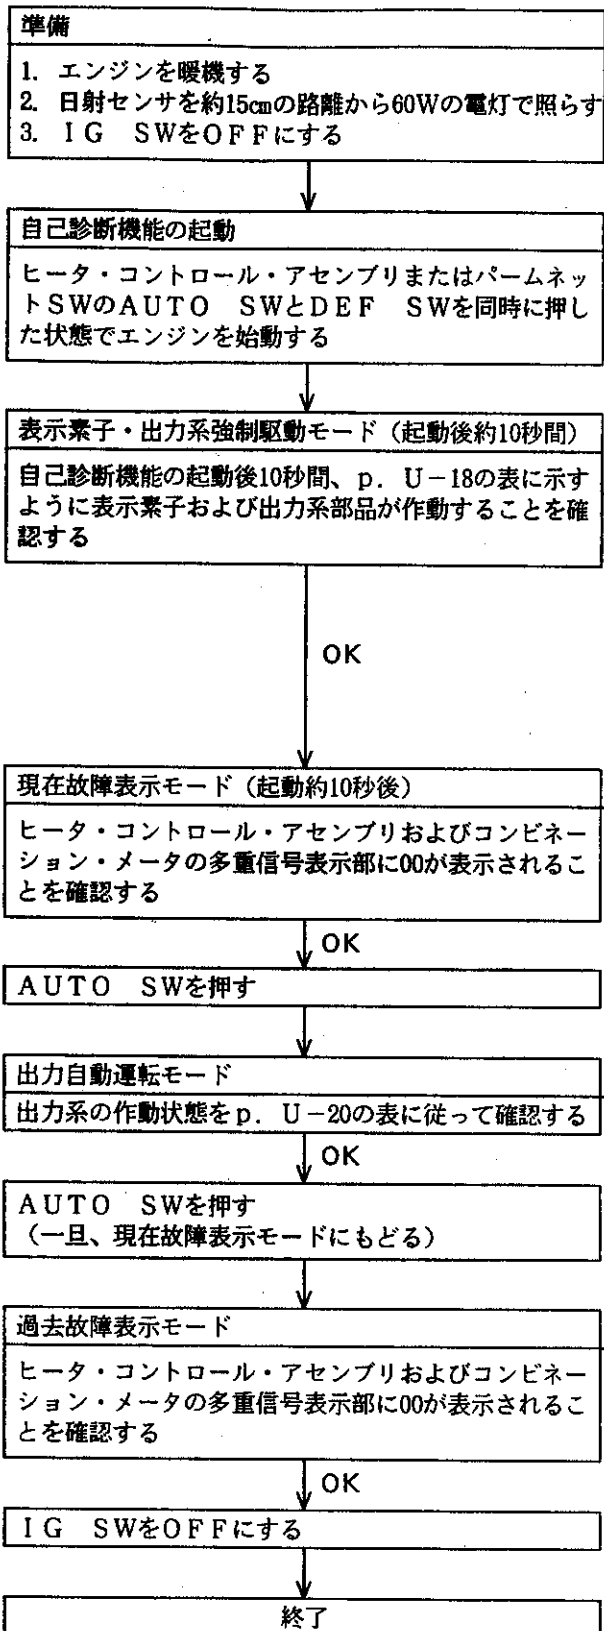 準備
1. エンジンを暖機する
2. 日射センサを約15㎝の路離から60Wの電灯で照らす
3. ＩＧ　ＳＷをＯＦＦにする
自己診断機能の起動
ヒータ・コントロール・アセンブリまたはパームネッ
トＳＷのＡＵＴＯ　ＳＷとＤＥＦ　ＳＷを同時に押し
た状態でエンジンを始動する
表示素子・出力系強制駆動モード（起動後約10秒間）
自己診断機能の起動後10秒間、ｐ．Ｕ－18の表に示す
ように表示素子および出力系部品が作動することを確
認する
OK
現在故障表示モード（起動約10秒後）
ヒータ・コントロール・アセンブリおよびコンビネー
ション・メータの多重信号表示部に00が表示されるこ
とを確認する
OK
ＡＵＴＯ　ＳＷを押す
出力自動運転モード
出力系の作動状態をｐ．Ｕ－20の表に従って確認する
OK
ＡＵＴＯ　ＳＷを押す
（一旦、現在故障表示モードにもどる）
過去故障表示モード
ヒータ・コントロール・アセンブリおよびコンビネー
ション・メータの多重信号表示部に00が表示されるこ
とを確認する
OK
ＩＧ　ＳＷをＯＦＦにする
終了